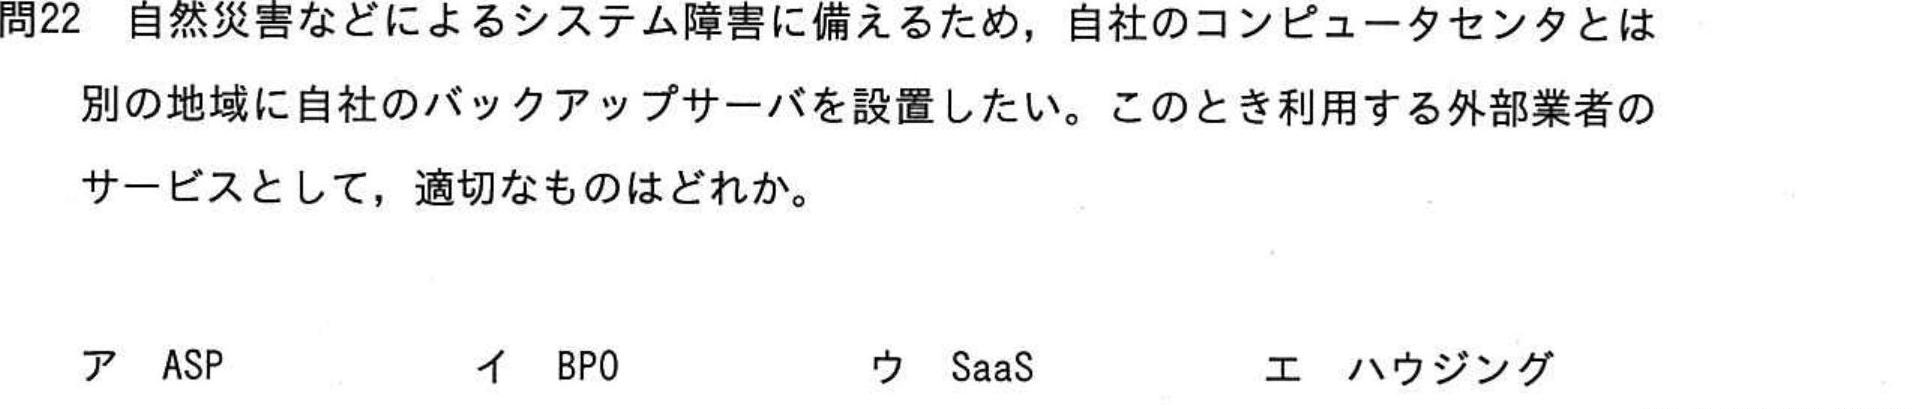 問22　自然災害などによるシステム障害に備えるため，自社のコンピュータセンタとは
別の地域に自社のバックアップサーバを設置したい。このとき利用する外部業者の
サービスとして，適切なものはどれか。
ア　ASP　イ　BPO　ウ　SaaS　エ　ハウジング